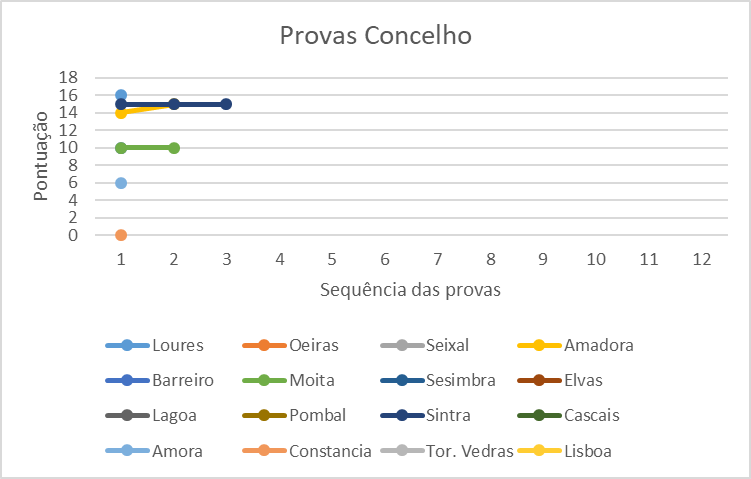 Provas Concelho
18
16
14
12
10
8
6
4
2
0
Pontuação
1 2 3 4 5 6 7 8 9 10 11 12
Sequência das provas
Loures Oeiras Seixal Amadora
Barreiro Moita Sesimbra Elvas
Lagoa Pombal Sintra Cascais
Amora Constancia Tor. Vedras Lisboa